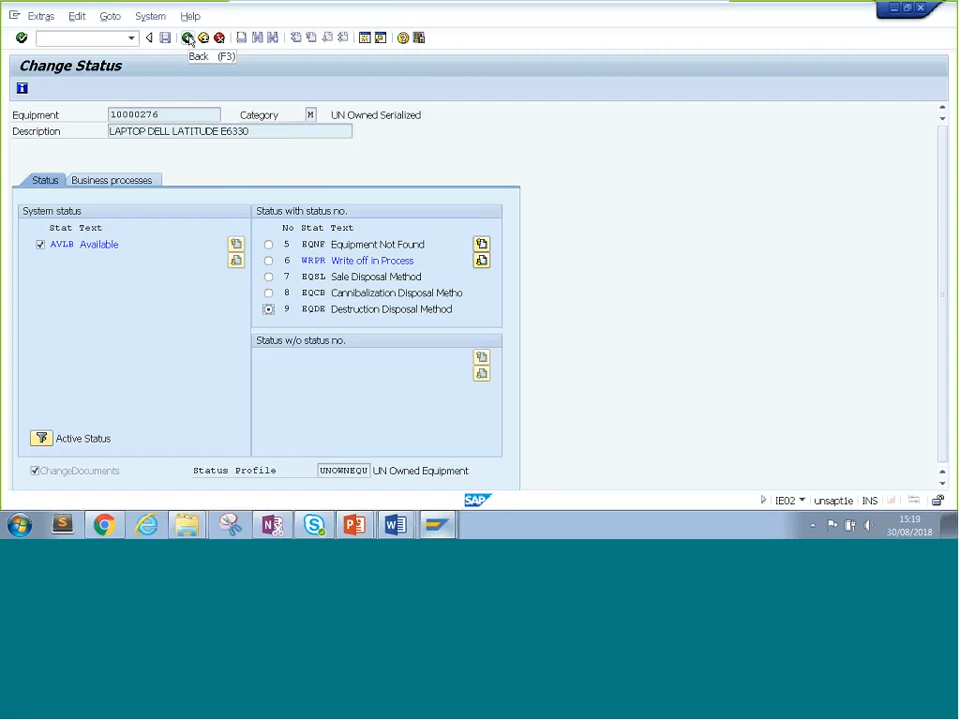 Extras Edit Goto System Help
Back (F3)
Change Status
Equipment 10000276 Category M UN Owned Serialized
Description LAPTOP DELL LATITUDE E6330
Status Business processes
System status
Stat Text
AVLB Available
Status with status no.
No Stat Text
5 EQNF Equipment Not Found
6 WRPR Write off in Process
7 EQSL Sale Disposal Method
8 EQCB Cannibalization Disposal Metho
9 EQDE Destruction Disposal Method
Status w/o status no.
Active Status
ChangeDocuments Status Profile UNOWNEQU UN Owned Equipment
SAP IE02 unsapt1e INS
15:19
30/08/2018